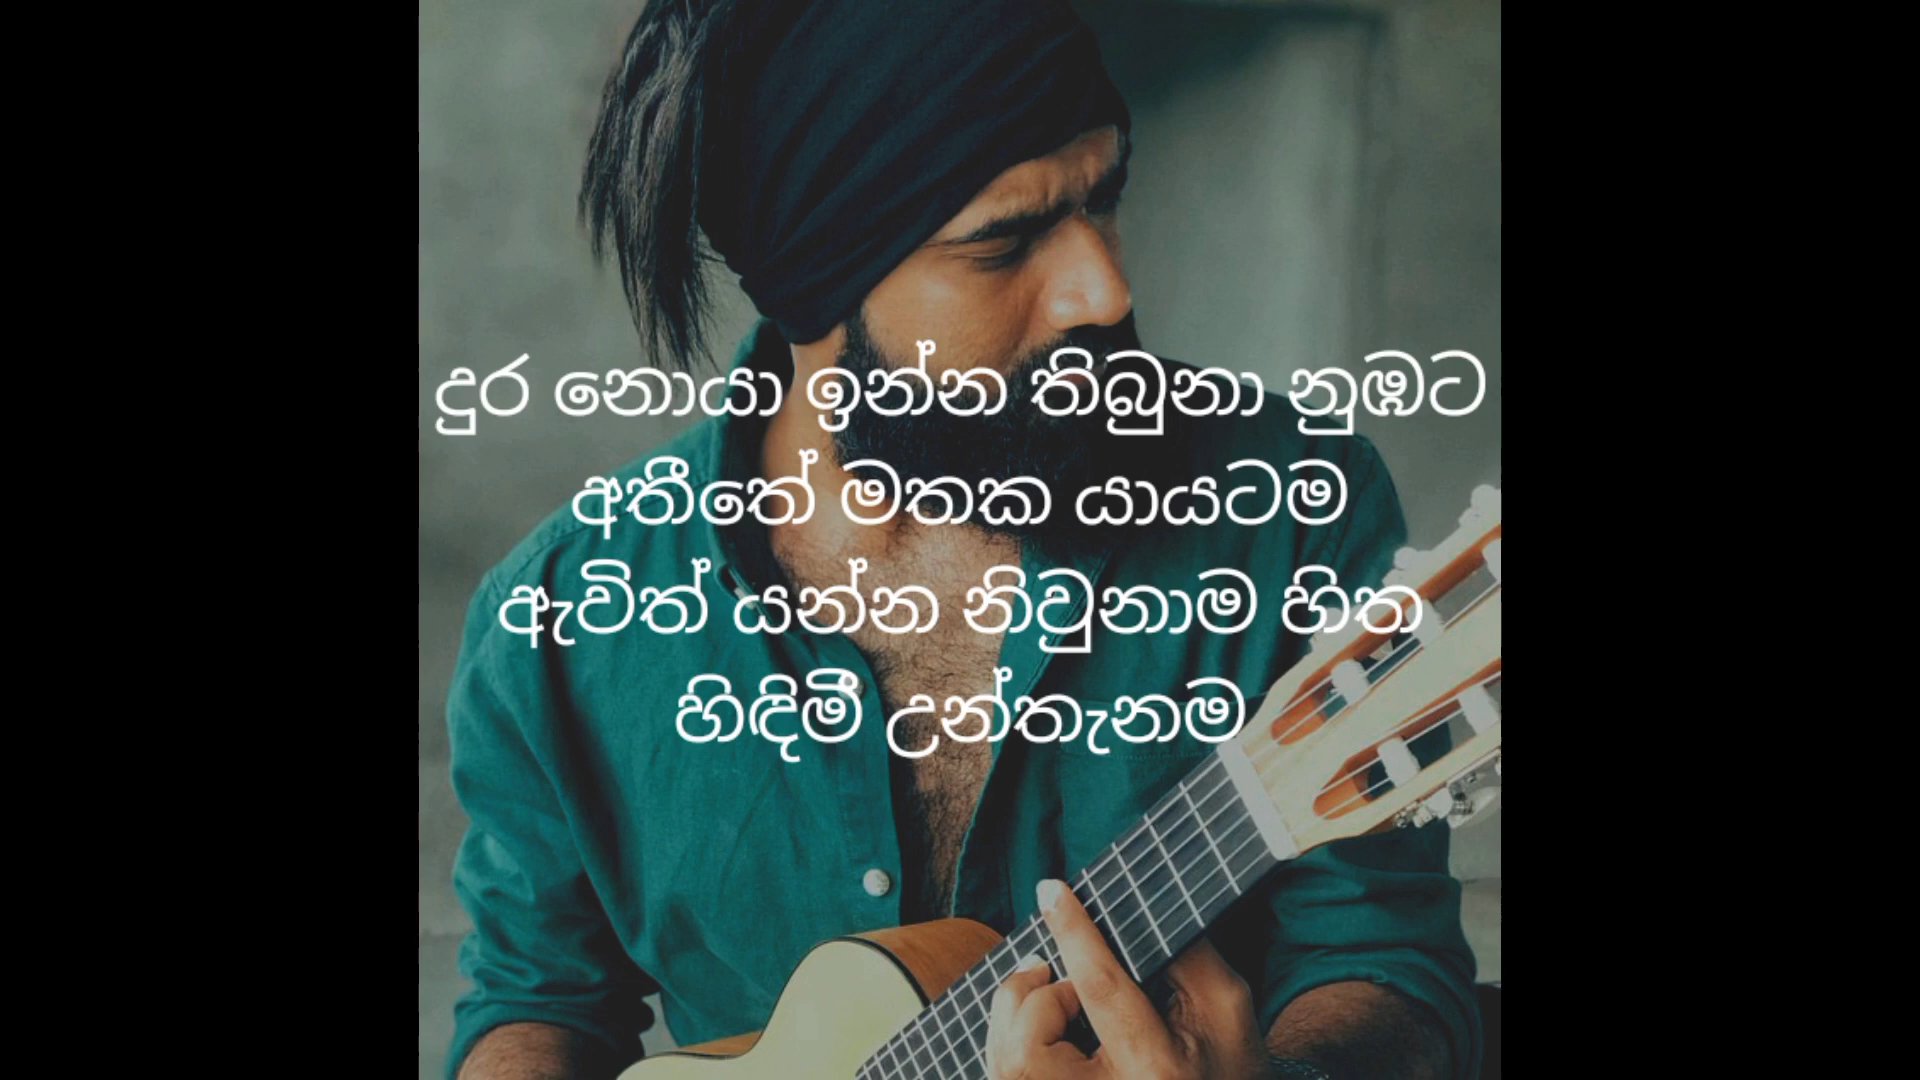 දුර නොයා ඉන්න තිබුනා නුඹට
අතීතේ මතක යායටම
ඇවිත් යන්න නිවුනාම හිත
හිඳිමී උන්තැනම